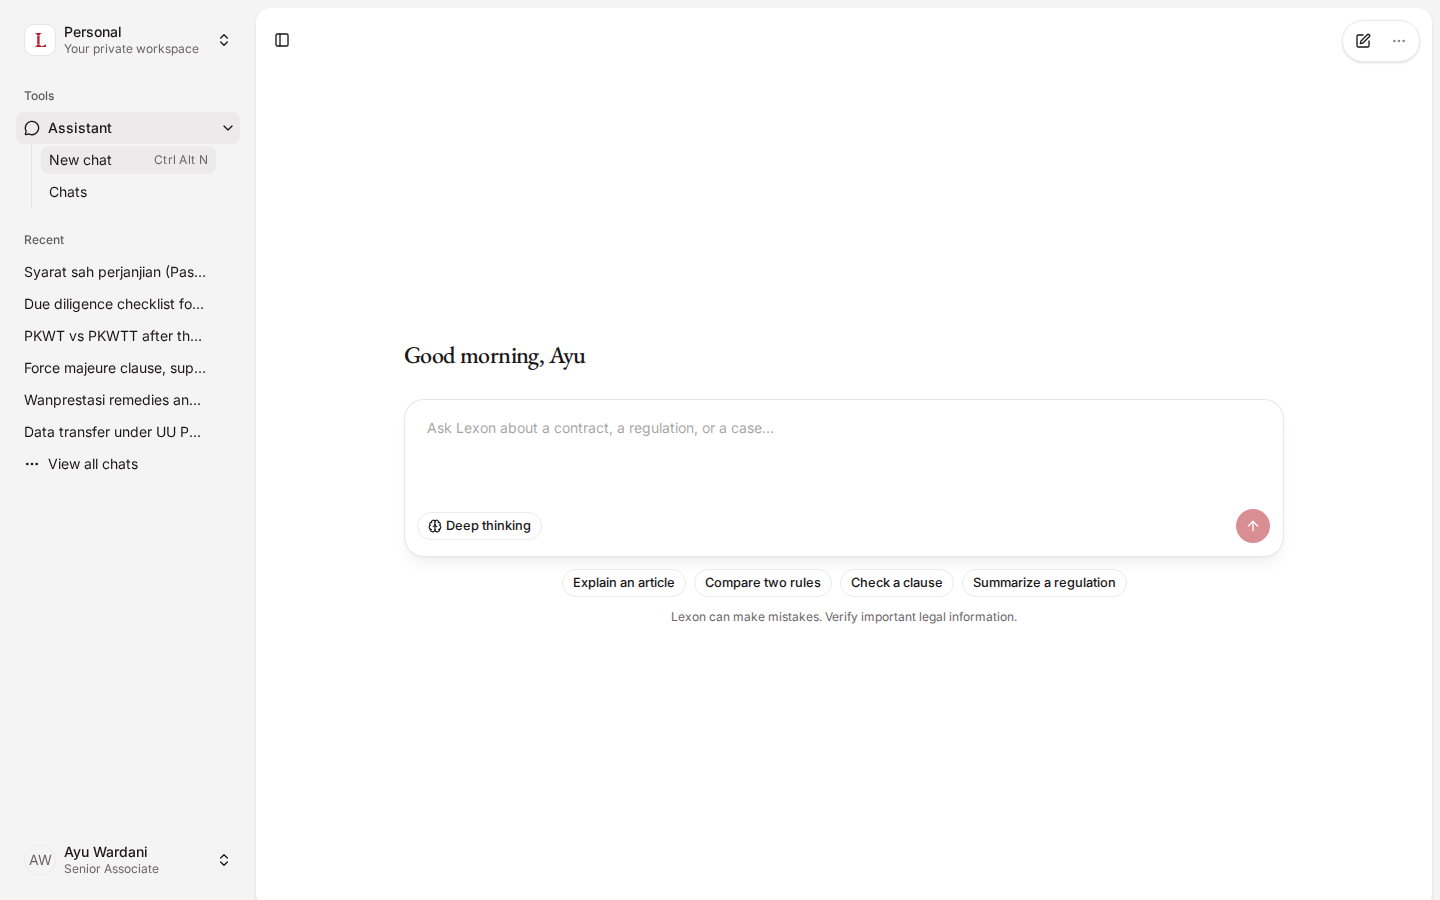 L
Personal
Your private workspace
Tools
Assistant
New chat Ctrl Alt N
Chats
Recent
Syarat sah perjanjian (Pas...
Due diligence checklist fo...
PKWT vs PKWTT after th...
Force majeure clause, sup...
Wanprestasi remedies an...
Data transfer under UU P...
View all chats
AW
Ayu Wardani
Senior Associate
Good morning, Ayu
Ask Lexon about a contract, a regulation, or a case...
Deep thinking
Explain an article Compare two rules Check a clause Summarize a regulation
Lexon can make mistakes. Verify important legal information.